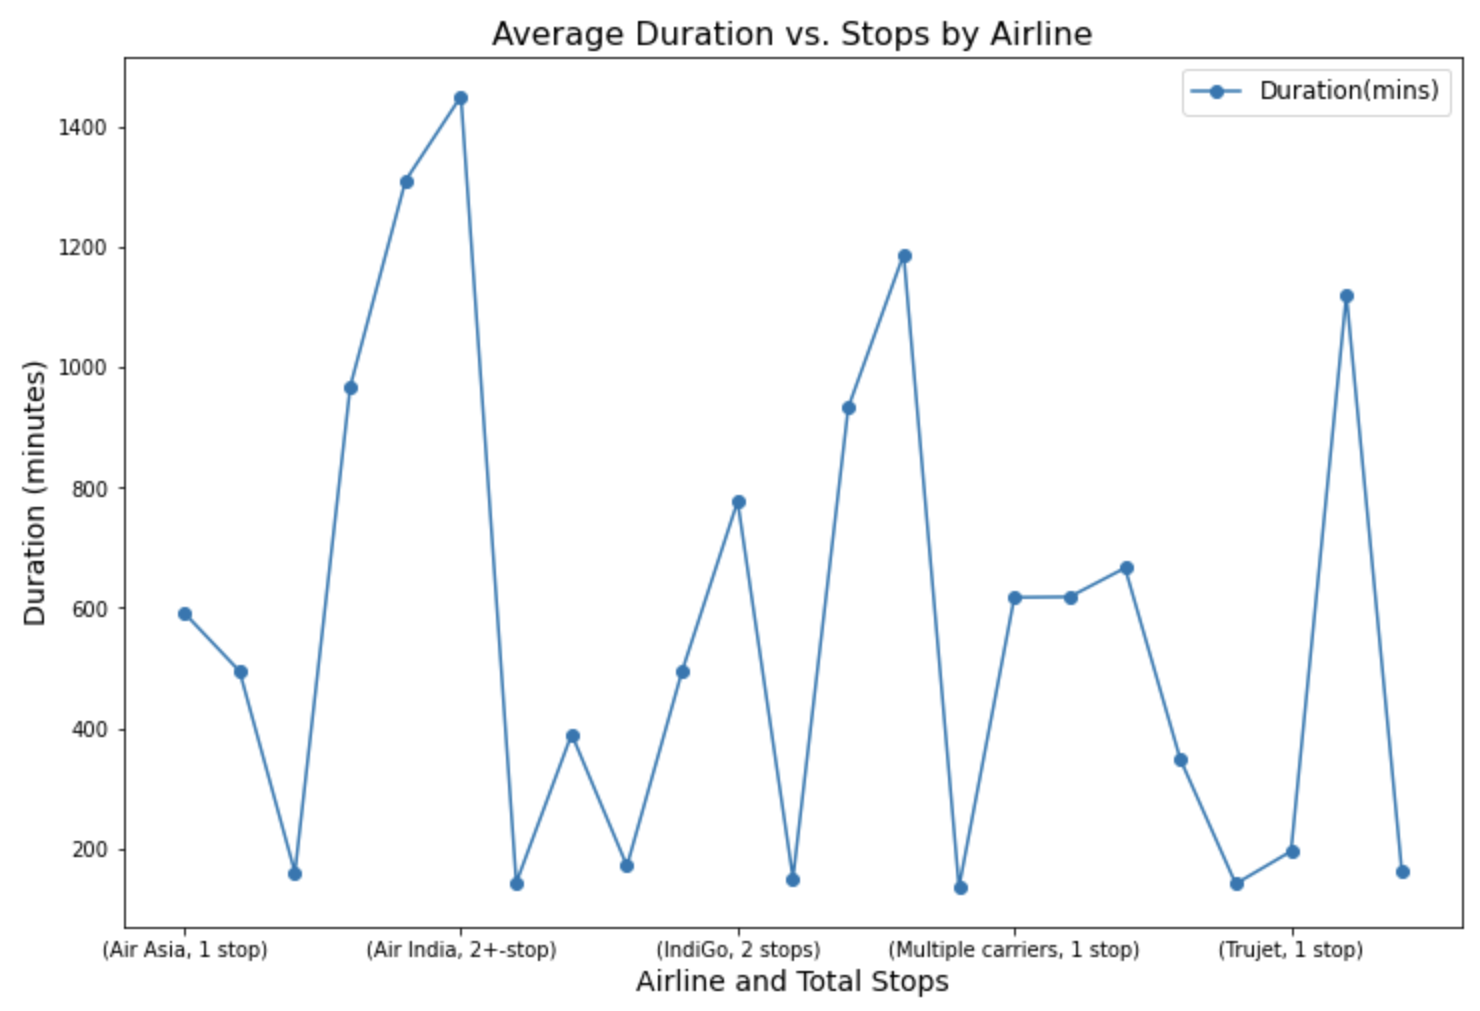 Average Duration vs. Stops by Airline
Duration(mins)
1400
1200
1000
800
600
400
200
Duration (minutes)
(Air Asia, 1 stop)
(Air India, 2+-stop)
(IndiGo, 2 stops)
(Multiple carriers, 1 stop)
(Trujet, 1 stop)
Airline and Total Stops